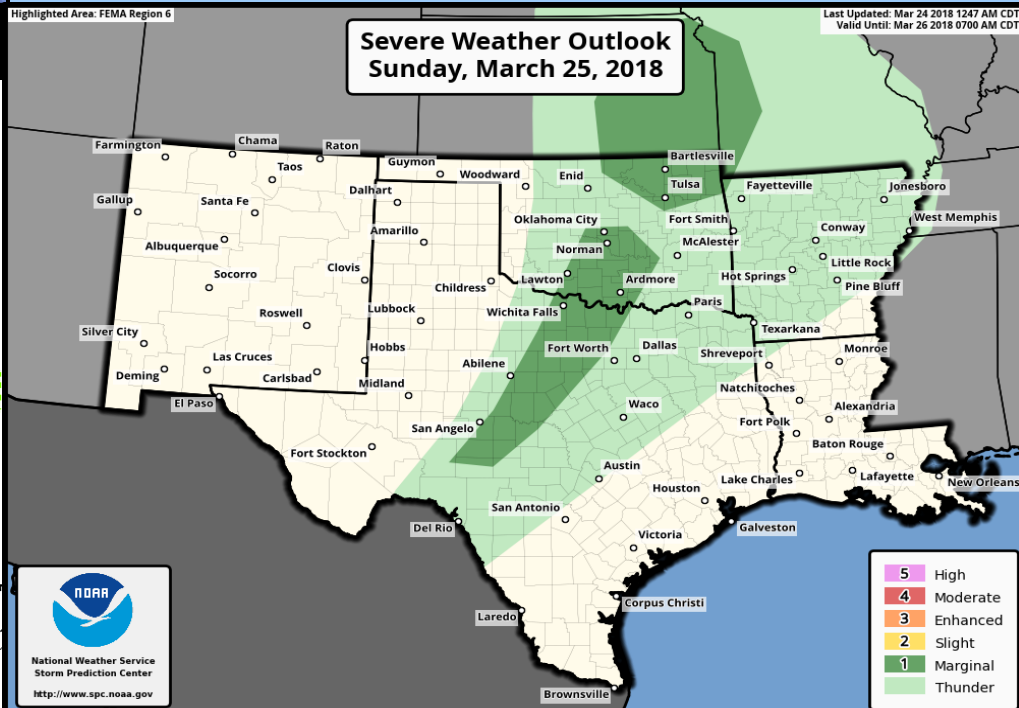 Highlighted Area: FEMA Region 6
Last Updated: Mar 24 2018 1247 AM CDT
Valid Until: Mar 26 2018 0700 AM CDT
Severe Weather Outlook
Sunday, March 25, 2018
Farmington
Chama
Raton
Taos
Guymon
Woodward
Enid
Bartlesville
Tulsa
Fayetteville
Jonesboro
Gallup
Santa Fe
Dalhart
Oklahoma City
Fort Smith
West Memphis
Albuquerque
Amarillo
Norman
McAlester
Conway
Socorro
Clovis
Childress
Lawton
Ardmore
Hot Springs
Little Rock
Pine Bluff
Roswell
Lubbock
Wichita Falls
Paris
Texarkana
Silver City
Las Cruces
Hobbs
Abilene
Fort Worth
Dallas
Shreveport
Monroe
Deming
Carlsbad
Midland
Natchitoches
El Paso
San Angelo
Waco
Fort Polk
Alexandria
Fort Stockton
Baton Rouge
Austin
Lake Charles
Lafayette
New Orleans
Houston
San Antonio
Del Rio
Galveston
Victoria
Laredo
Corpus Christi
Brownsville
NOAA
National Weather Service
Storm Prediction Center
http://www.spc.noaa.gov
5 High
4 Moderate
3 Enhanced
2 Slight
1 Marginal
Thunder